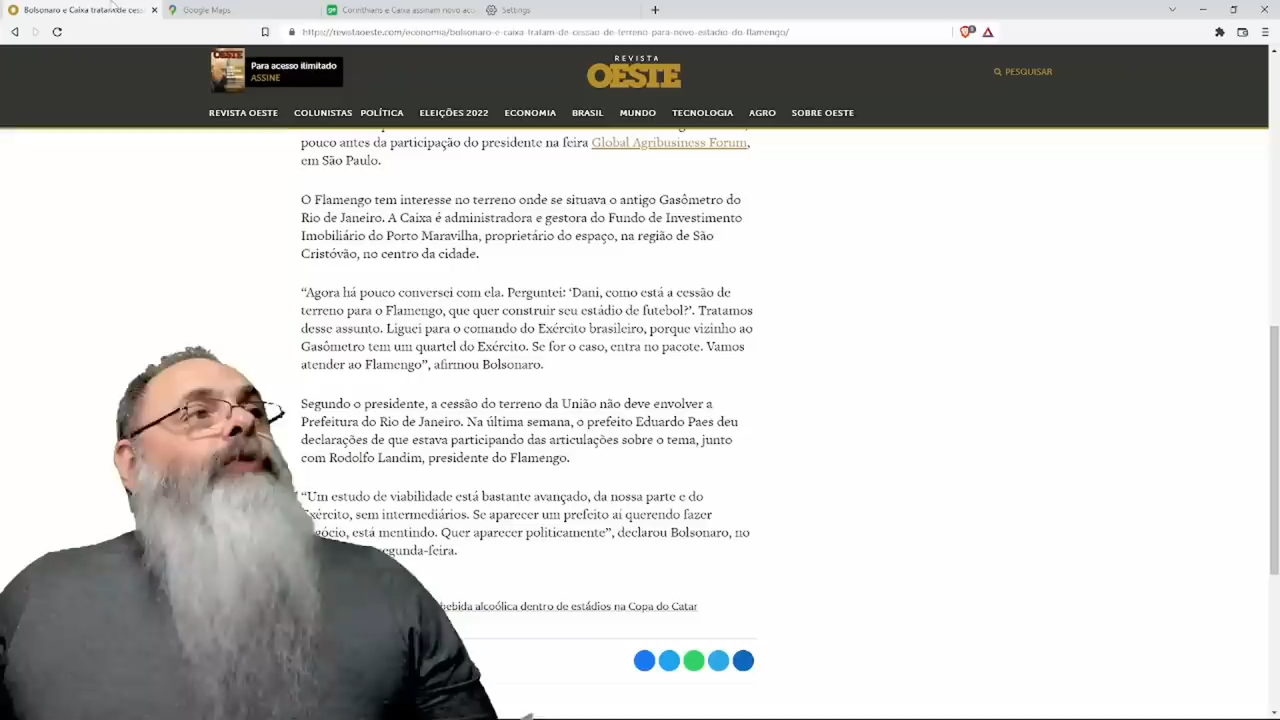 Bolsonaro e Caixa tratam de cess
Google Maps
Corinthians e Caixa assinam novo aco
Settings
https://revistaoeste.com/economia/bolsonaro-e-caixa-tratam-de-cessao-de-terreno-para-novo-estadio-do-flamengo/
Para acesso ilimitado
ASSINE
REVISTA
OESTE
PESQUISAR
REVISTA OESTE COLUNISTAS POLÍTICA ELEIÇÕES 2022 ECONOMIA BRASIL MUNDO TECNOLOGIA AGRO SOBRE OESTE
pouco antes da participação do presidente na feira Global Agribusiness Forum,
em São Paulo.
O Flamengo tem interesse no terreno onde se situava o antigo Gasômetro do
Rio de Janeiro. A Caixa é administradora e gestora do Fundo de Investimento
Imobiliário do Porto Maravilha, proprietário do espaço, na região de São
Cristóvão, no centro da cidade.
“Agora há pouco conversei com ela. Perguntei: ‘Dani, como está a cessão de
terreno para o Flamengo, que quer construir seu estádio de futebol?’. Tratamos
desse assunto. Liguei para o comando do Exército brasileiro, porque vizinho ao
Gasômetro tem um quartel do Exército. Se for o caso, entra no pacote. Vamos
atender ao Flamengo”, afirmou Bolsonaro.
Segundo o presidente, a cessão do terreno da União não deve envolver a
Prefeitura do Rio de Janeiro. Na última semana, o prefeito Eduardo Paes deu
declarações de que estava participando das articulações sobre o tema, junto
com Rodolfo Landim, presidente do Flamengo.
“Um estudo de viabilidade está bastante avançado, da nossa parte e do
Exército, sem intermediários. Se aparecer um prefeito aí querendo fazer
negócio, está mentindo. Quer aparecer politicamente”, declarou Bolsonaro, no
segunda-feira.
bebida alcoólica dentro de estádios na Copa do Catar